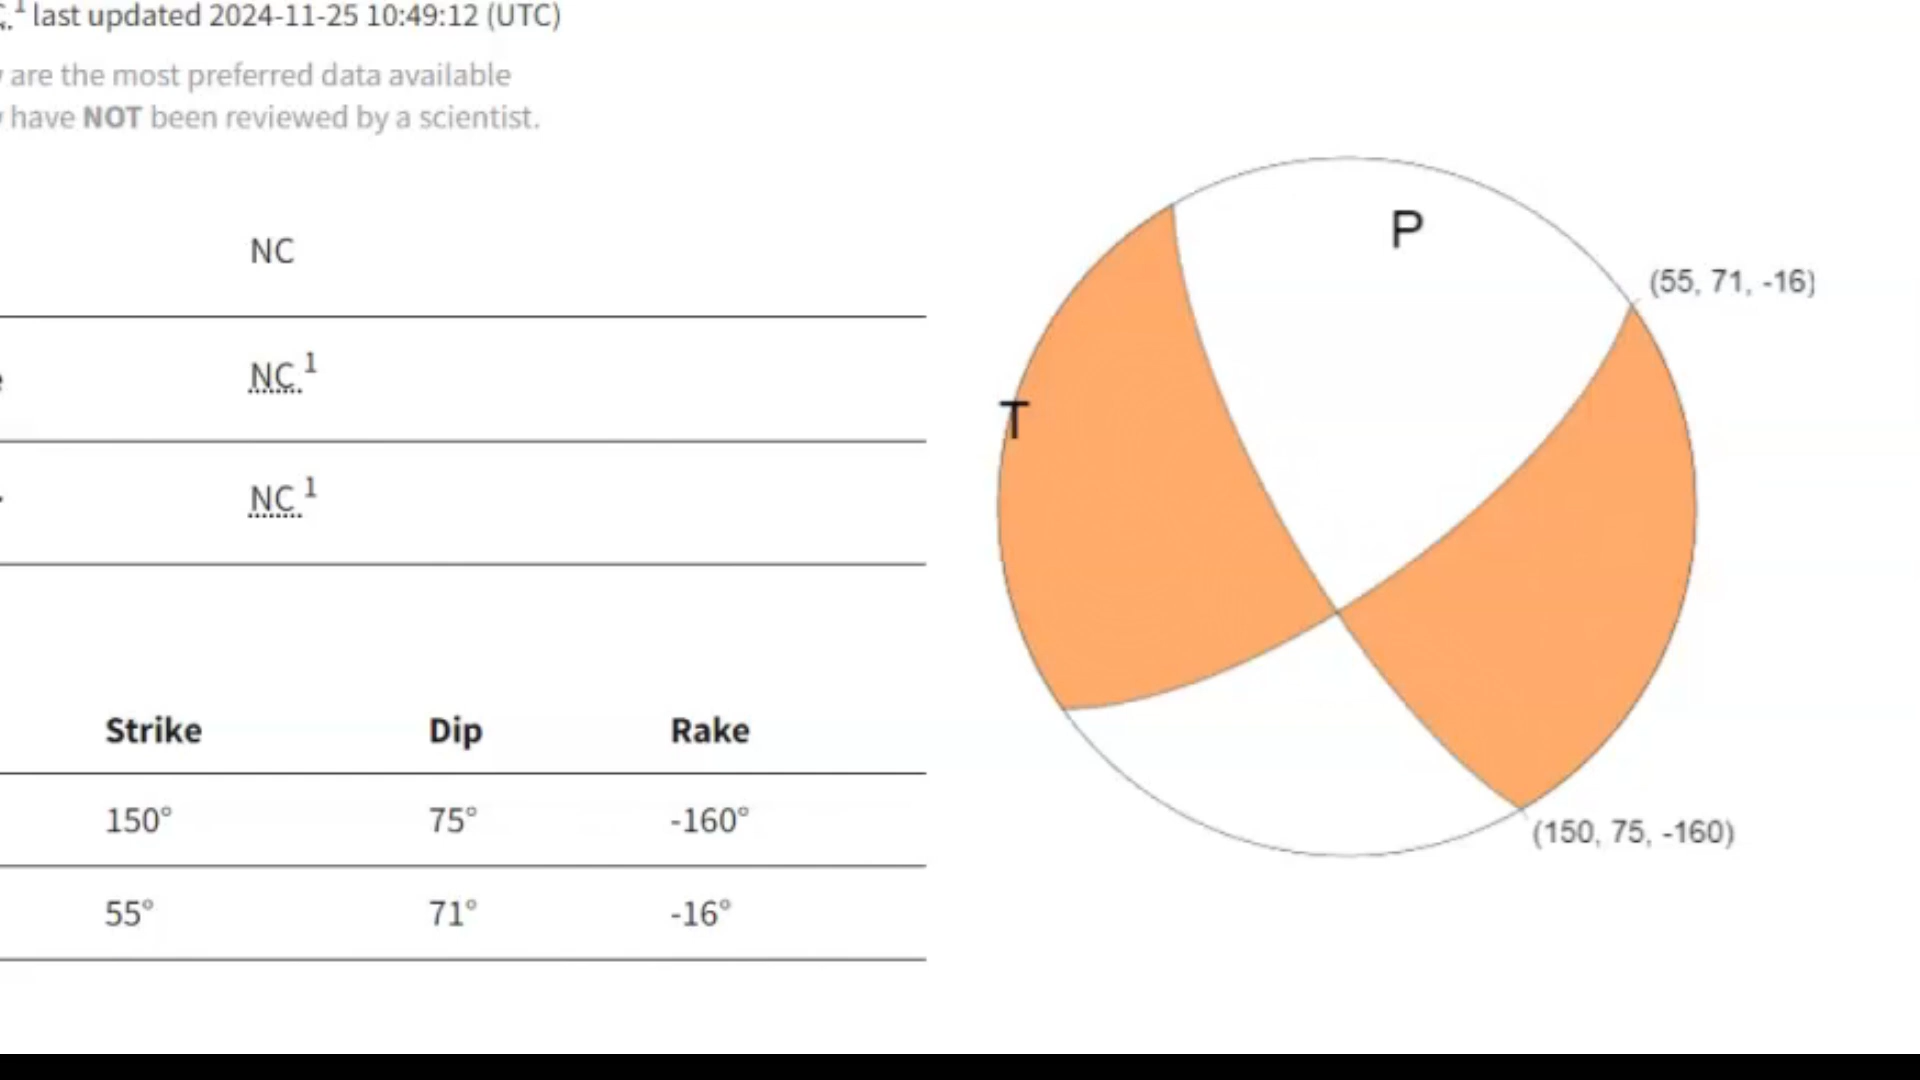 last updated 2024-11-25 10:49:12 (UTC)
are the most preferred data available
have NOT been reviewed by a scientist.
NC
NC 1
NC 1
Strike Dip Rake
150° 75° -160°
55° 71° -16°
P
(55, 71, -16)
T
(150, 75, -160)